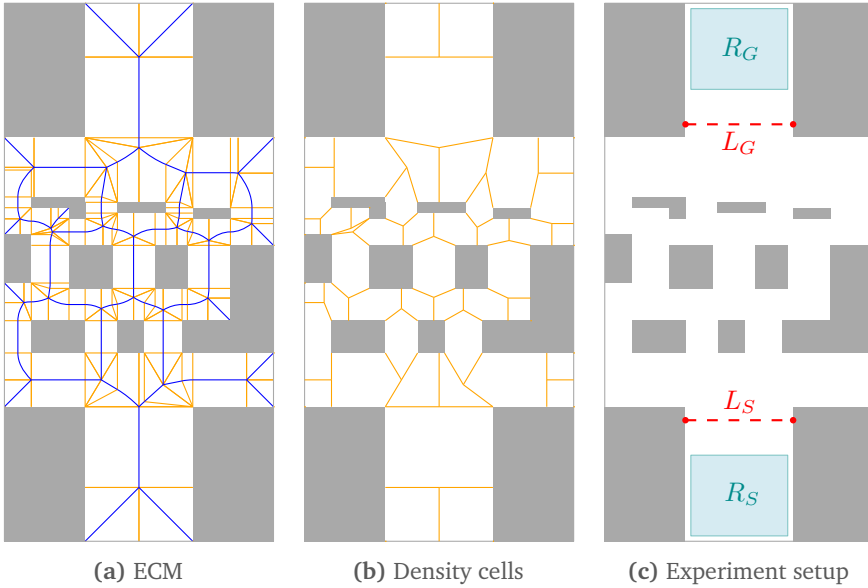 R_G
L_G
L_S
R_S
(a) ECM
(b) Density cells
(c) Experiment setup